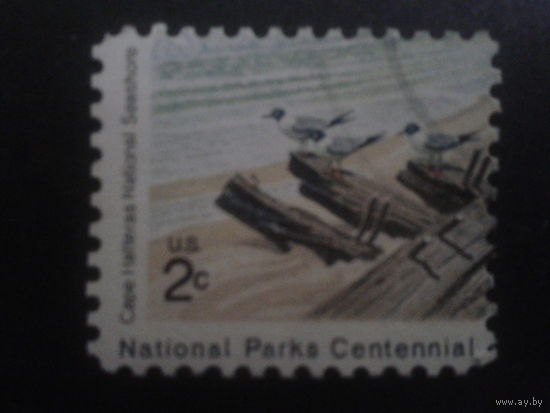 Cape Hatteras National Seashore
U.S.
2c
National Parks Centennial
www.ay.by